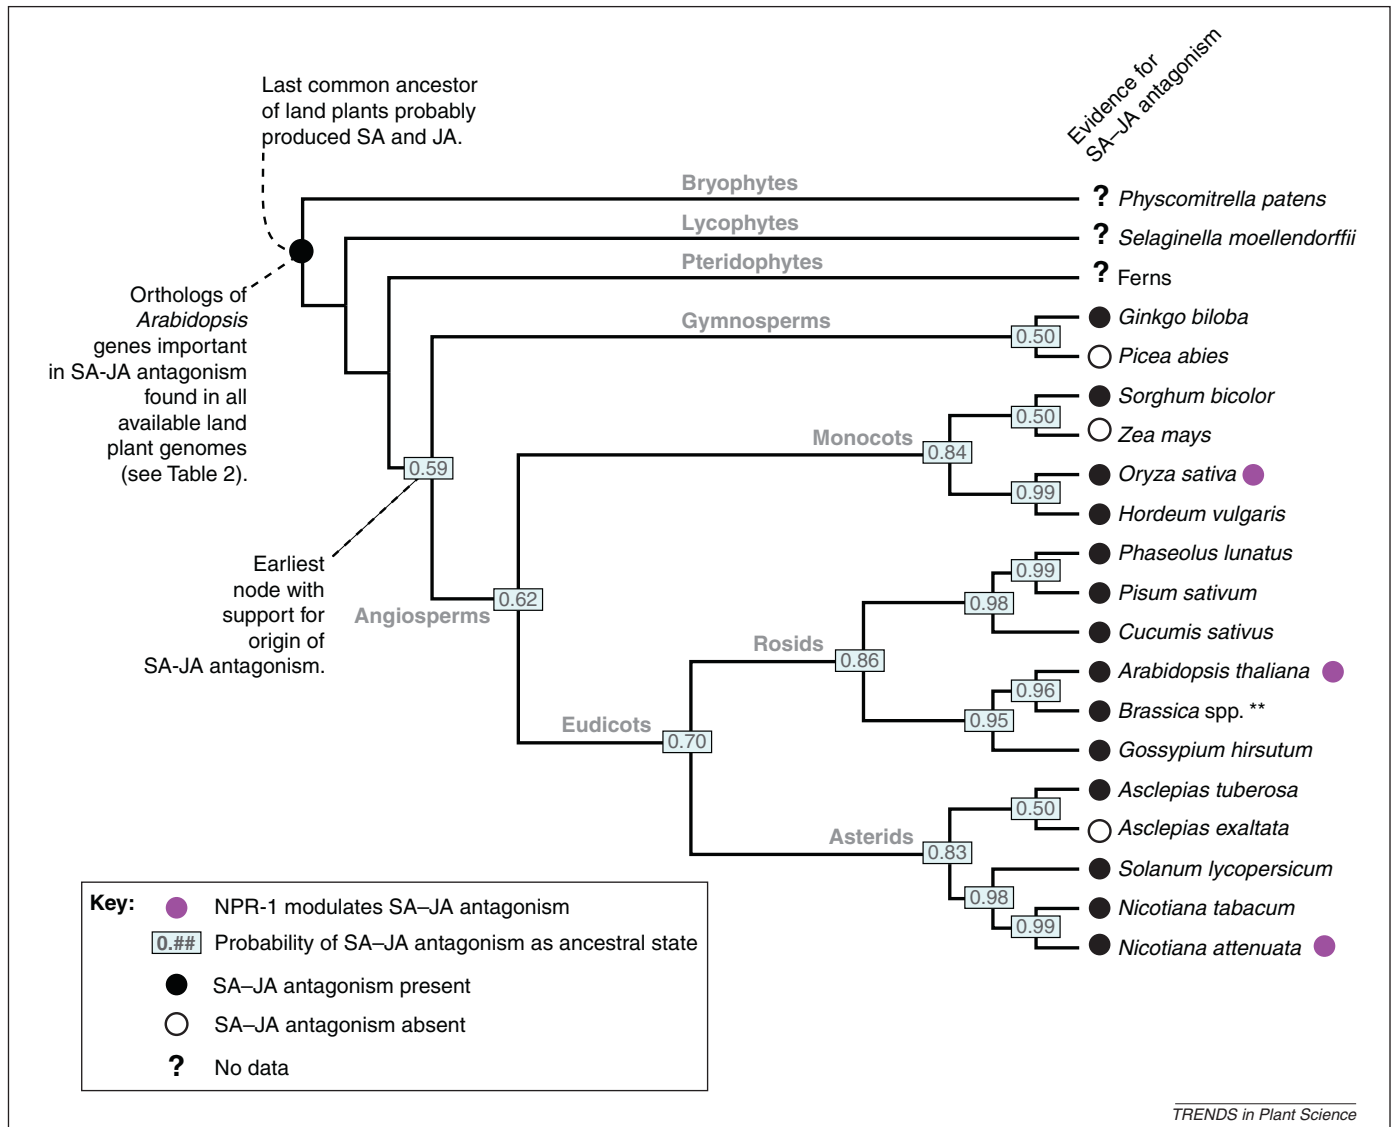 Evidence for
SA–JA antagonism
Last common ancestor
of land plants probably
produced SA and JA.
Bryophytes
? Physcomitrella patens
Lycophytes
? Selaginella moellendorffii
Pteridophytes
? Ferns
Orthologs of
Arabidopsis
genes important
in SA-JA antagonism
found in all
available land
plant genomes
(see Table 2).
Gymnosperms
0.50
Ginkgo biloba
Picea abies
0.59
Earliest
node with
support for
origin of
SA-JA antagonism.
Angiosperms
0.62
Monocots
0.84
0.50
Sorghum bicolor
Zea mays
0.99
Oryza sativa
Hordeum vulgaris
Eudicots
0.70
Rosids
0.86
0.98
0.99
Phaseolus lunatus
Pisum sativum
Cucumis sativus
0.95
0.96
Arabidopsis thaliana
Brassica spp. **
Gossypium hirsutum
Asterids
0.83
0.50
Asclepias tuberosa
Asclepias exaltata
0.98
Solanum lycopersicum
0.99
Nicotiana tabacum
Nicotiana attenuata
Key:
NPR-1 modulates SA–JA antagonism
0.## Probability of SA–JA antagonism as ancestral state
SA–JA antagonism present
SA–JA antagonism absent
? No data
TRENDS in Plant Science